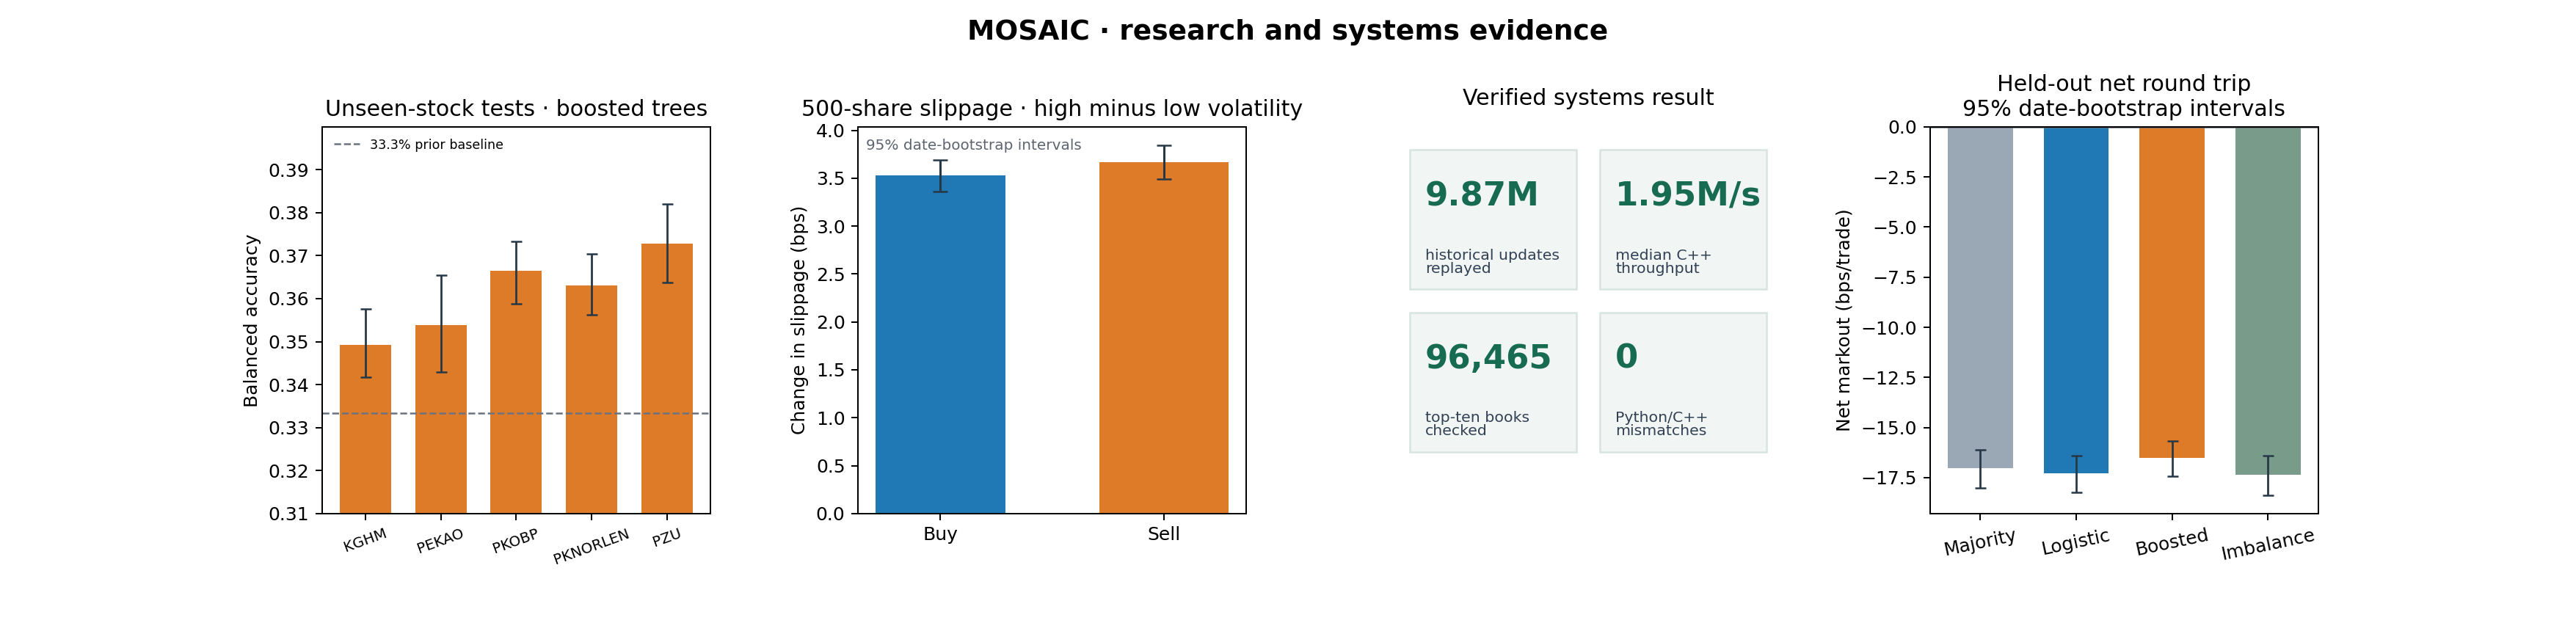 MOSAIC · research and systems evidence
Unseen-stock tests · boosted trees
33.3% prior baseline
Balanced accuracy
0.39
0.38
0.37
0.36
0.35
0.34
0.33
0.32
0.31
KGHM
PEKAO
PKOBP
PKNORLEN
PZU
500-share slippage · high minus low volatility
95% date-bootstrap intervals
Change in slippage (bps)
4.0
3.5
3.0
2.5
2.0
1.5
1.0
0.5
0.0
Buy
Sell
Verified systems result
9.87M
historical updates
replayed
1.95M/s
median C++
throughput
96,465
top-ten books
checked
0
Python/C++
mismatches
Held-out net round trip
95% date-bootstrap intervals
Net markout (bps/trade)
0.0
−2.5
−5.0
−7.5
−10.0
−12.5
−15.0
−17.5
Majority
Logistic
Boosted
Imbalance